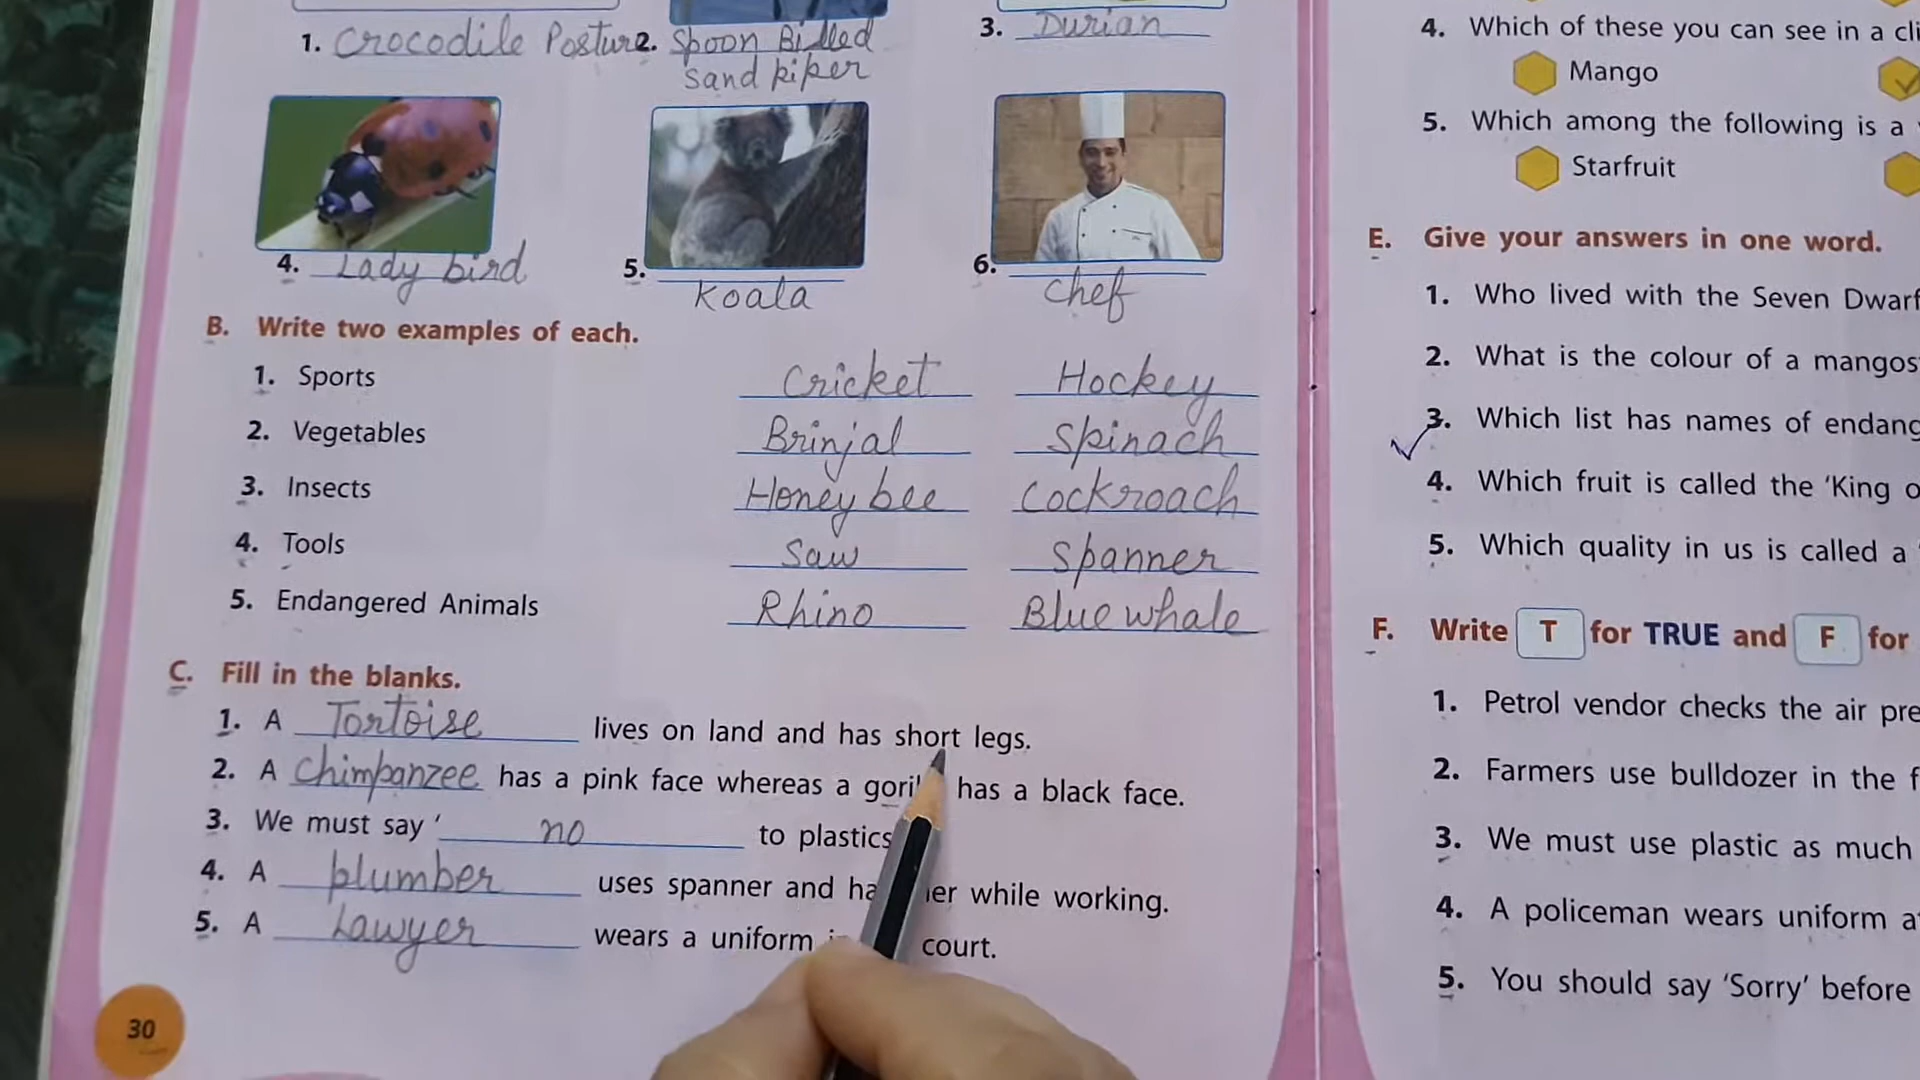 1. Crocodile Posture
2. Spoon Billed
Sand piper
3. Durian
4. Lady bird
5. Koala
6. Chef
B. Write two examples of each.
1. Sports Cricket Hockey
2. Vegetables Brinjal Spinach
3. Insects Honey bee Cockroach
4. Tools Saw Spanner
5. Endangered Animals Rhino Blue whale
C. Fill in the blanks.
1. A Tortoise lives on land and has short legs.
2. A Chimpanzee has a pink face whereas a has a black face.
3. We must say ‘ no to plastics
4. A plumber uses spanner and while working.
5. A Lawyer wears a uniform court.
30
4. Which of these you can see in a
Mango
5. Which among the following is a
Starfruit
E. Give your answers in one word.
1. Who lived with the Seven
2. What is the colour of a
3. Which list has names of
4. Which fruit is called the ‘King
5. Which quality in us is called a
F. Write T for TRUE and F for
1. Petrol vendor checks the air
2. Farmers use bulldozer in the
3. We must use plastic as much
4. A policeman wears uniform
5. You should say ‘Sorry’ before